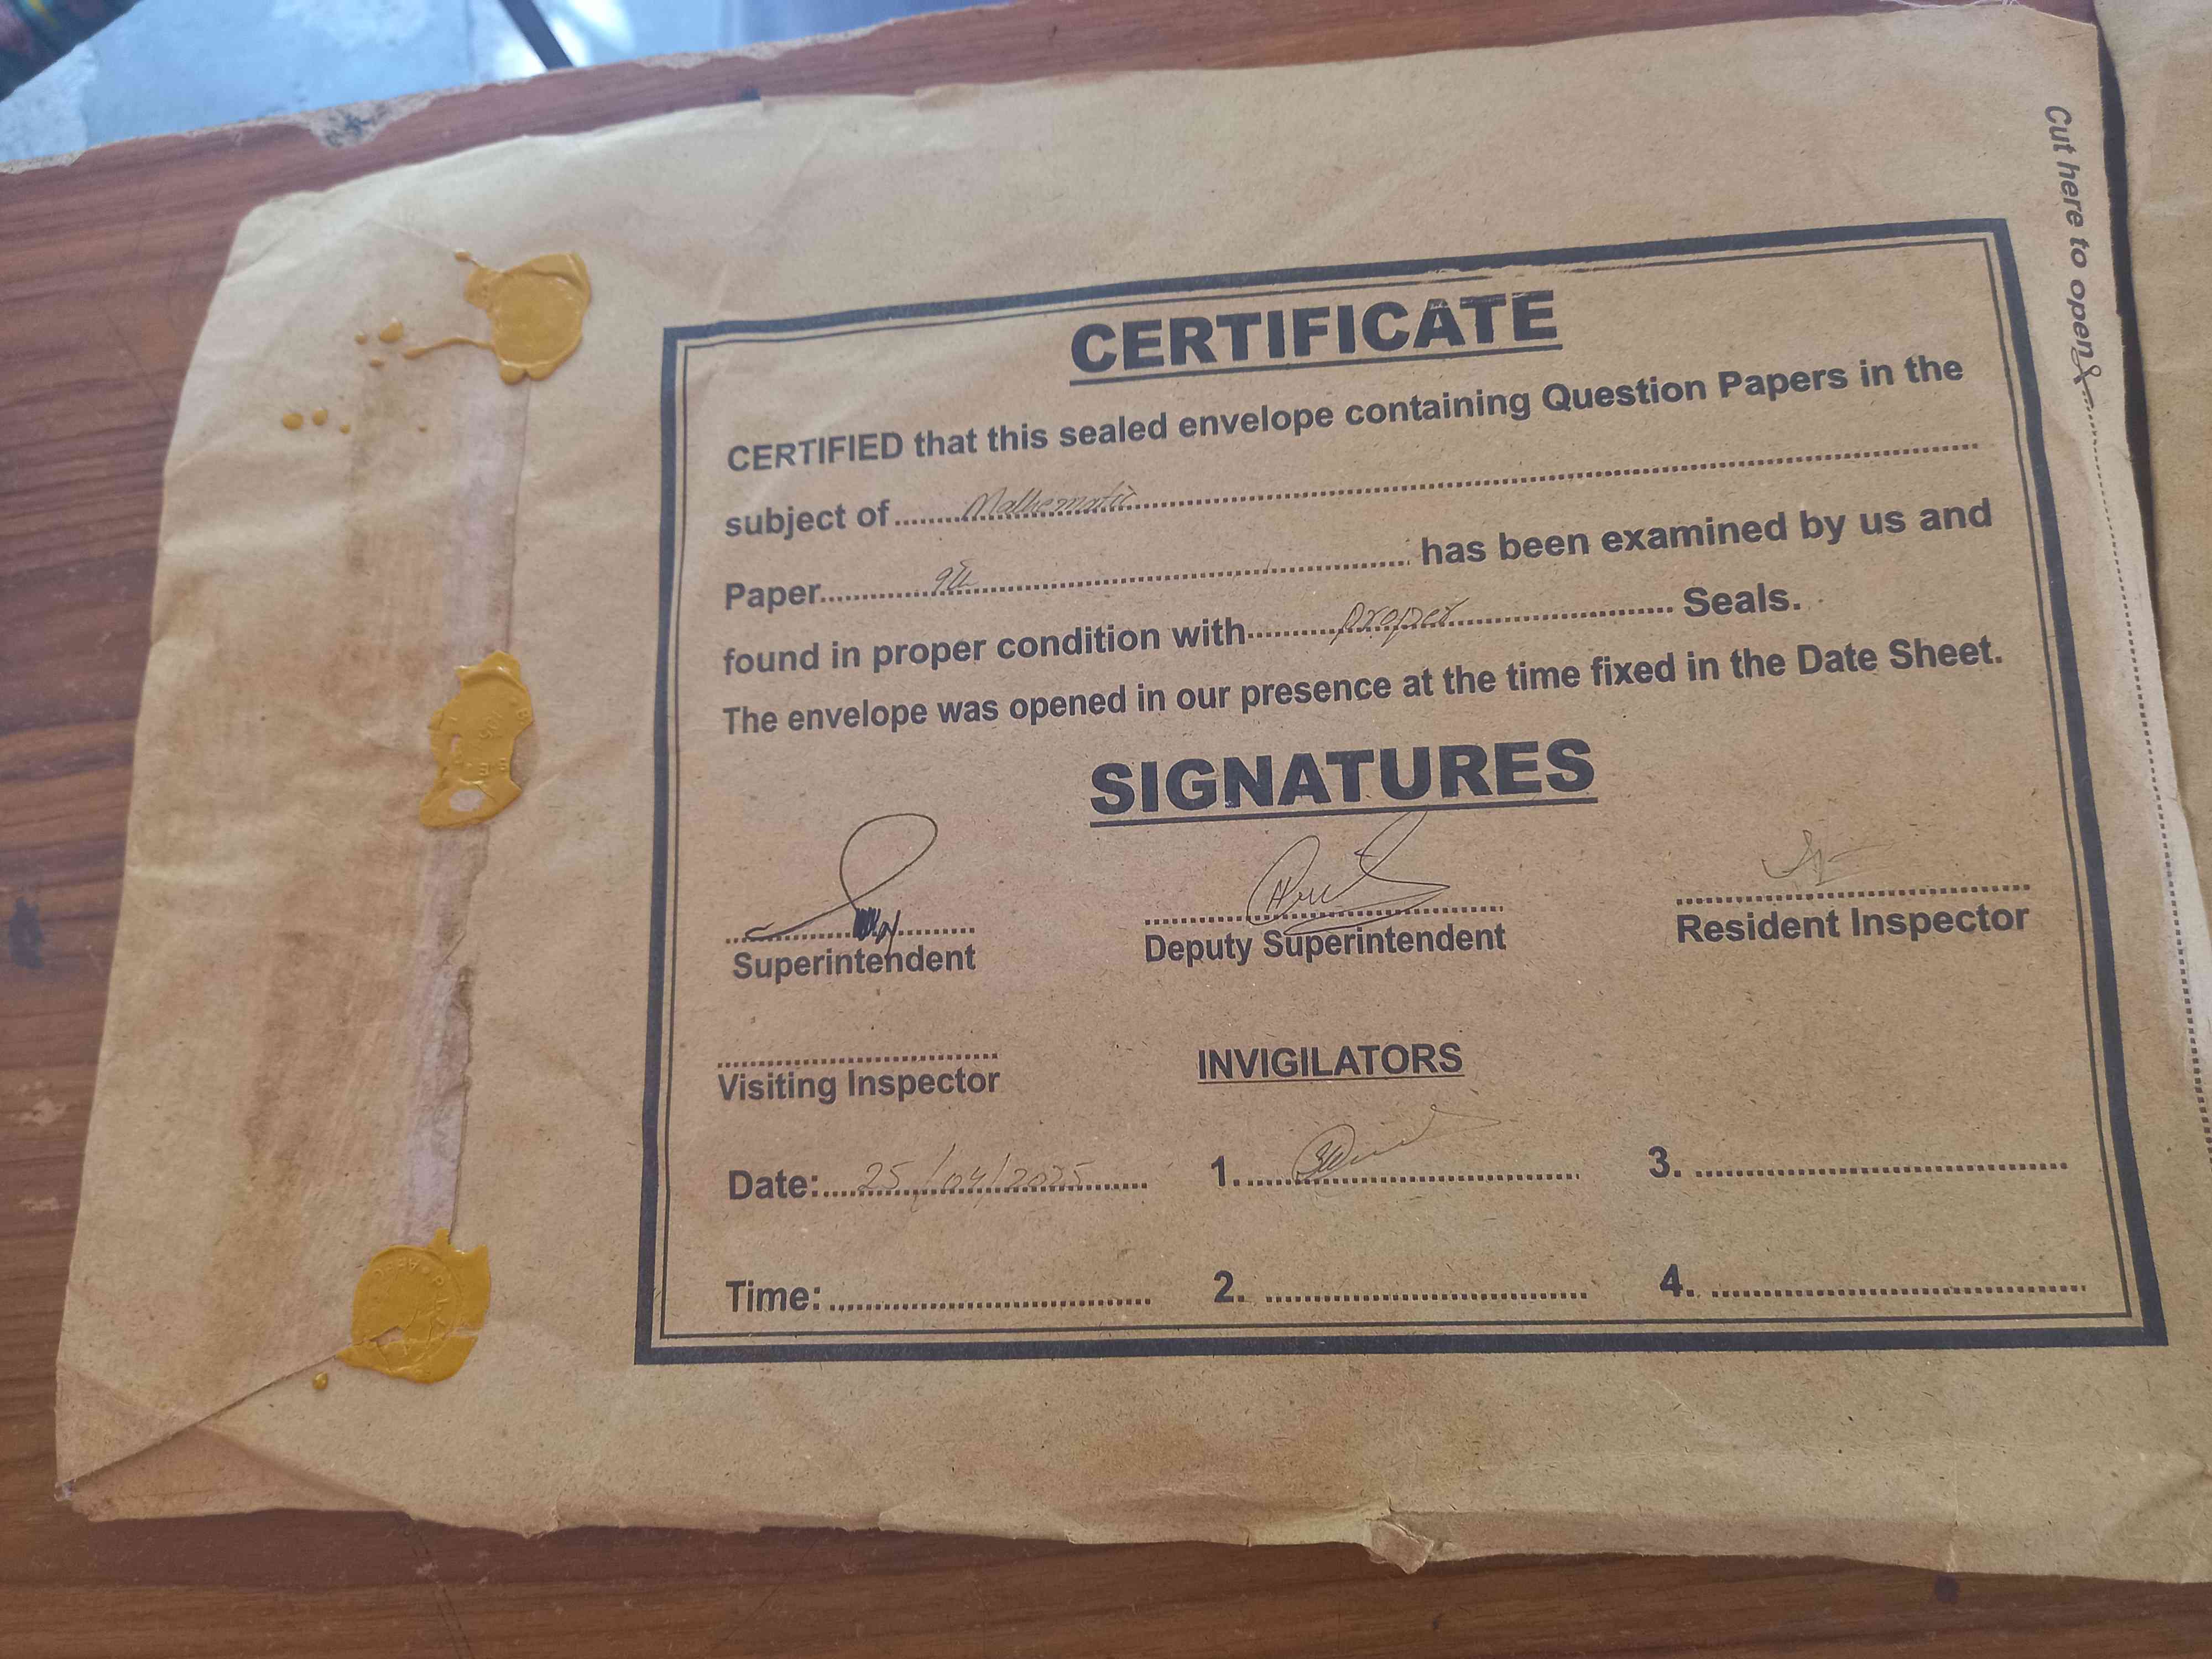 Cut here to open
CERTIFICATE
CERTIFIED that this sealed envelope containing Question Papers in the
subject of Mathematic
Paper 9th has been examined by us and
found in proper condition with proper Seals.
The envelope was opened in our presence at the time fixed in the Date Sheet.
SIGNATURES
Superintendent Deputy Superintendent Resident Inspector
Visiting Inspector INVIGILATORS
Date: 25/04/2025 1. 3.
Time: 2. 4.